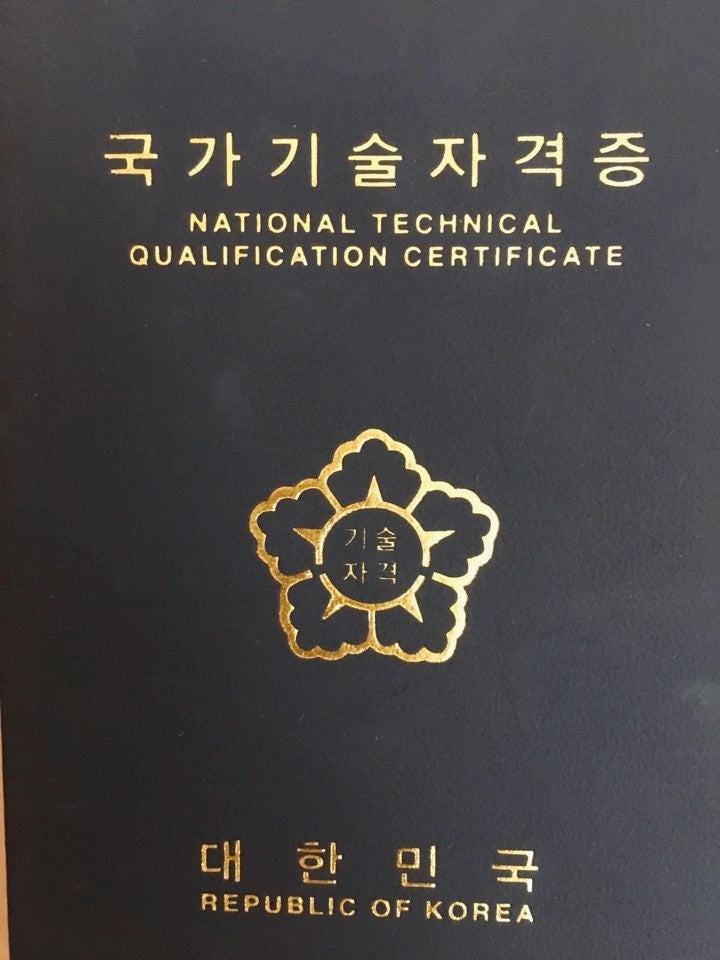 국가기술자격증
NATIONAL TECHNICAL
QUALIFICATION CERTIFICATE
기술
자격
대한민국
REPUBLIC OF KOREA